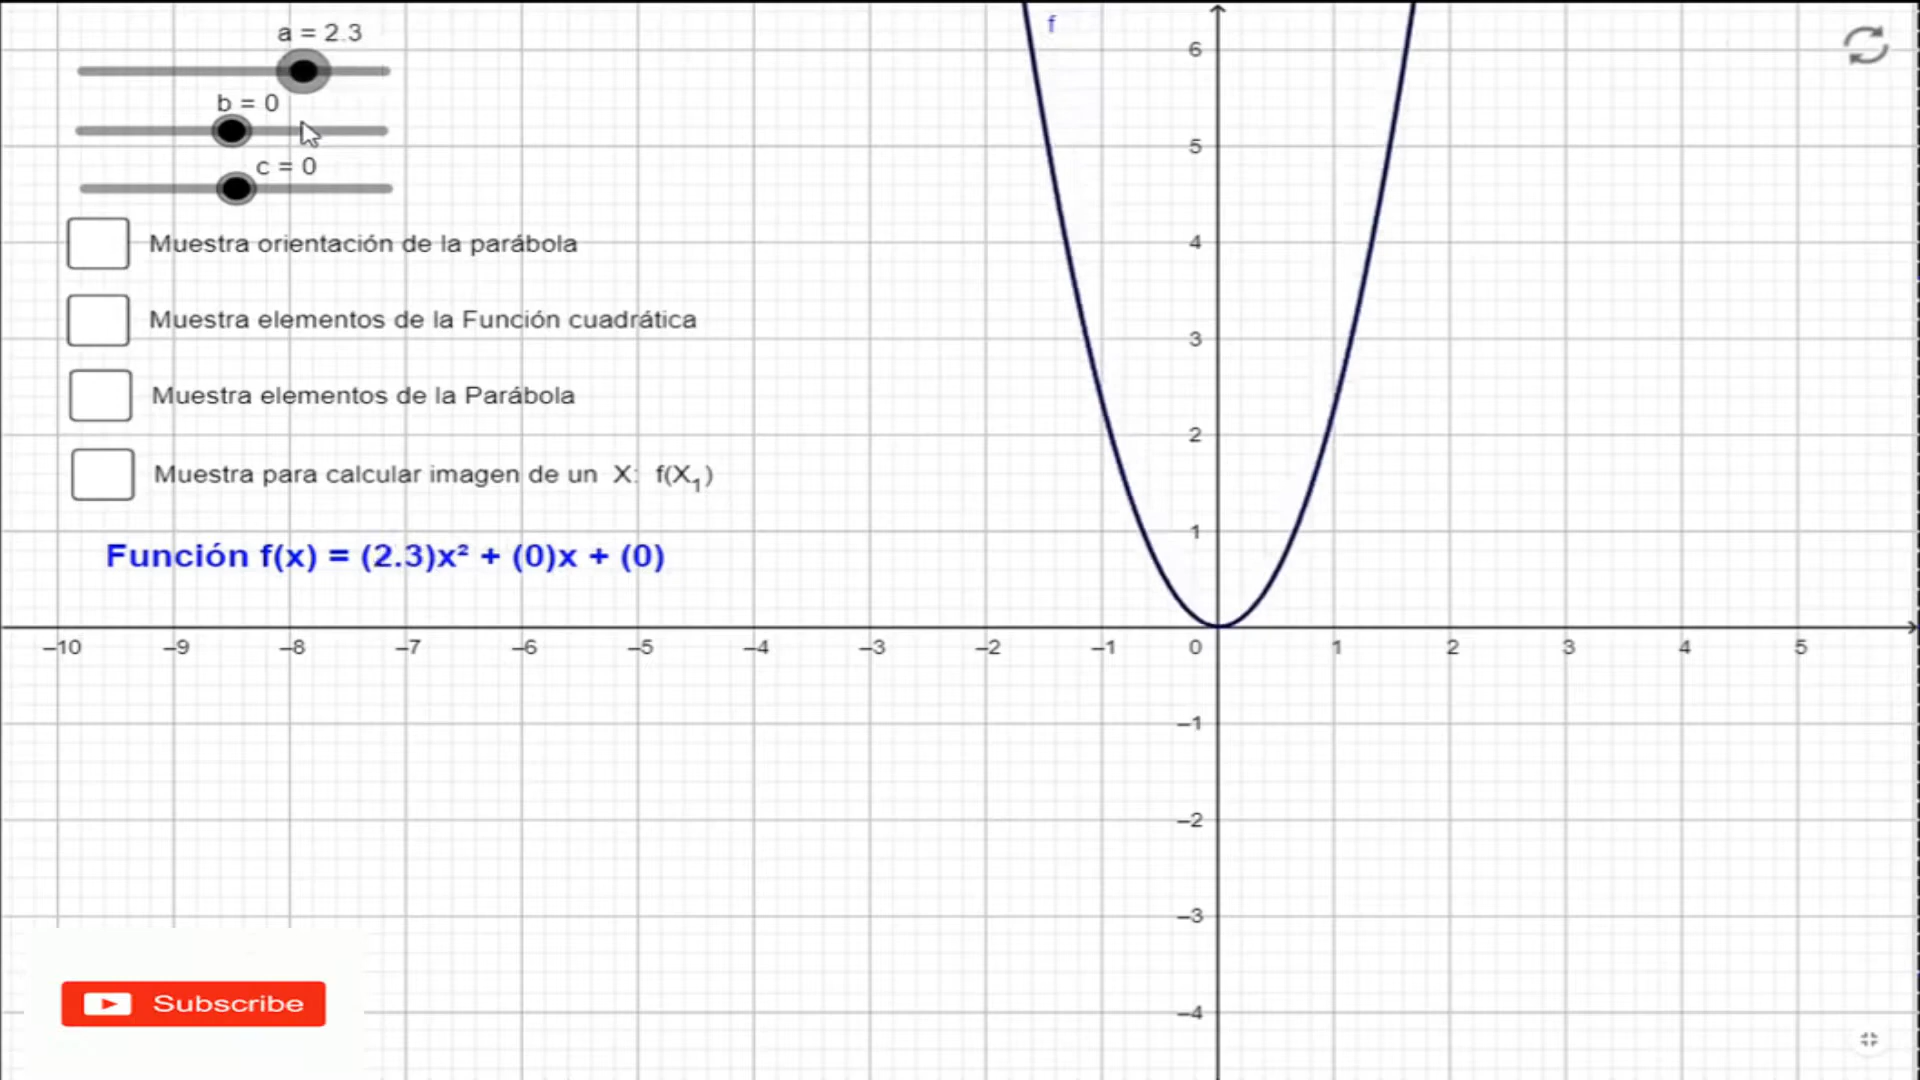 a = 2.3
f
b = 0
c = 0
Muestra orientación de la parábola
Muestra elementos de la Función cuadrática
Muestra elementos de la Parábola
Muestra para calcular imagen de un X: f(X₁)
Función f(x) = (2.3)x² + (0)x + (0)
6
5
4
3
2
1
–10 –9 –8 –7 –6 –5 –4 –3 –2 –1 0 1 2 3 4 5
–1
–2
–3
–4
Subscribe